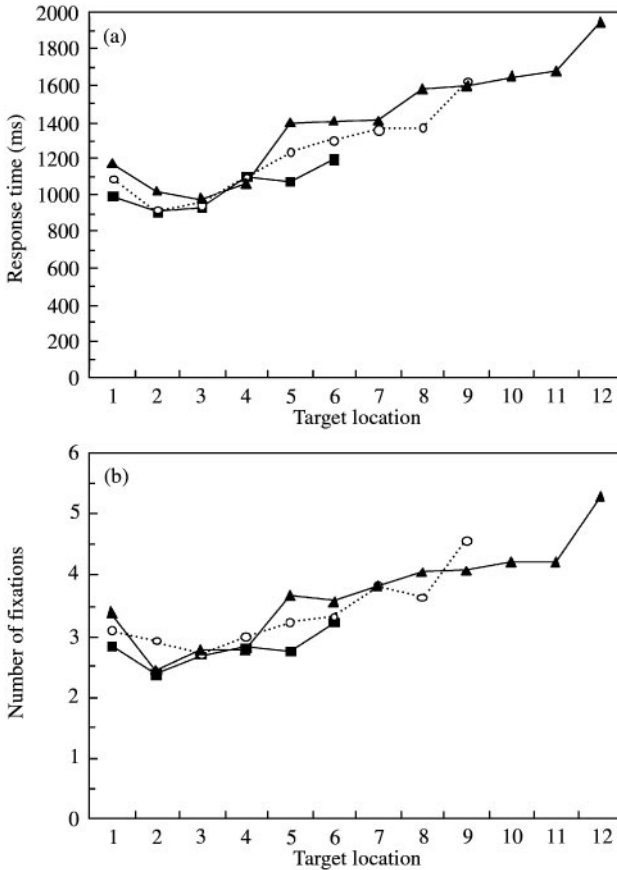 (a)
Response time (ms)
2000
1800
1600
1400
1200
1000
800
600
400
200
0
1 2 3 4 5 6 7 8 9 10 11 12
Target location
(b)
Number of fixations
6
5
4
3
2
1
0
1 2 3 4 5 6 7 8 9 10 11 12
Target location